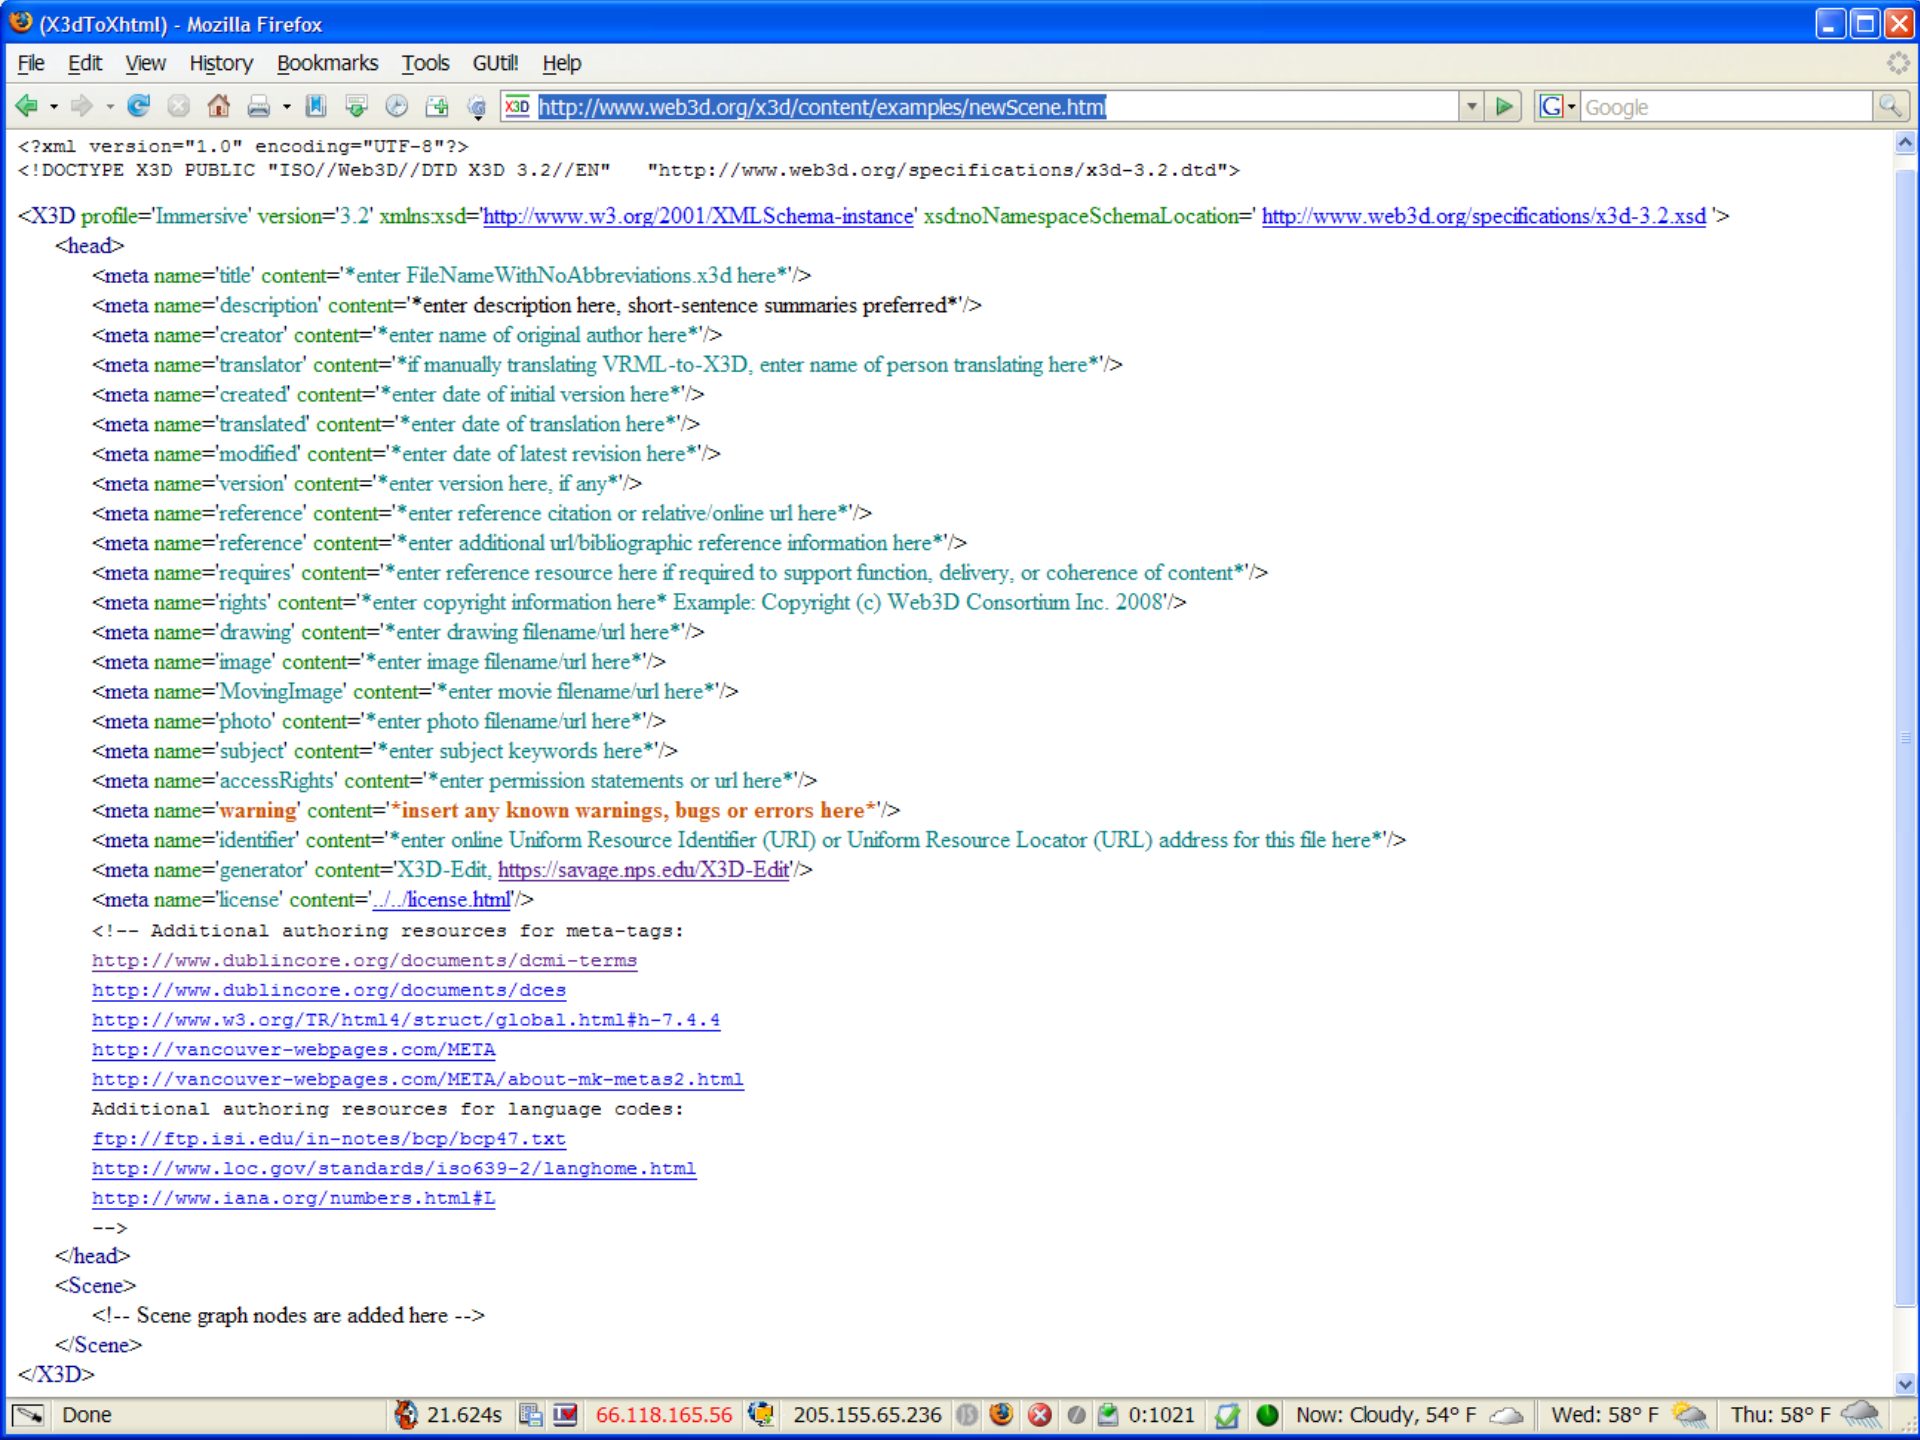 (X3dToXhtml) - Mozilla Firefox
File Edit View History Bookmarks Tools GUtil! Help
X3D http://www.web3d.org/x3d/content/examples/newScene.html G Google
<?xml version="1.0" encoding="UTF-8"?>
<!DOCTYPE X3D PUBLIC "ISO//Web3D//DTD X3D 3.2//EN" "http://www.web3d.org/specifications/x3d-3.2.dtd">
<X3D profile='Immersive' version='3.2' xmlns:xsd='http://www.w3.org/2001/XMLSchema-instance' xsd:noNamespaceSchemaLocation=' http://www.web3d.org/specifications/x3d-3.2.xsd '>
<head>
<meta name='title' content='*enter FileNameWithNoAbbreviations.x3d here*'/>
<meta name='description' content='*enter description here, short-sentence summaries preferred*'/>
<meta name='creator' content='*enter name of original author here*'/>
<meta name='translator' content='*if manually translating VRML-to-X3D, enter name of person translating here*'/>
<meta name='created' content='*enter date of initial version here*'/>
<meta name='translated' content='*enter date of translation here*'/>
<meta name='modified' content='*enter date of latest revision here*'/>
<meta name='version' content='*enter version here, if any*'/>
<meta name='reference' content='*enter reference citation or relative/online url here*'/>
<meta name='reference' content='*enter additional url/bibliographic reference information here*'/>
<meta name='requires' content='*enter reference resource here if required to support function, delivery, or coherence of content*'/>
<meta name='rights' content='*enter copyright information here* Example: Copyright (c) Web3D Consortium Inc. 2008'/>
<meta name='drawing' content='*enter drawing filename/url here*'/>
<meta name='image' content='*enter image filename/url here*'/>
<meta name='MovingImage' content='*enter movie filename/url here*'/>
<meta name='photo' content='*enter photo filename/url here*'/>
<meta name='subject' content='*enter subject keywords here*'/>
<meta name='accessRights' content='*enter permission statements or url here*'/>
<meta name='warning' content='*insert any known warnings, bugs or errors here*'/>
<meta name='identifier' content='*enter online Uniform Resource Identifier (URI) or Uniform Resource Locator (URL) address for this file here*'/>
<meta name='generator' content='X3D-Edit, https://savage.nps.edu/X3D-Edit'/>
<meta name='license' content='../../license.html'/>
<!-- Additional authoring resources for meta-tags:
http://www.dublincore.org/documents/dcmi-terms
http://www.dublincore.org/documents/dces
http://www.w3.org/TR/html4/struct/global.html#h-7.4.4
http://vancouver-webpages.com/META
http://vancouver-webpages.com/META/about-mk-metas2.html
Additional authoring resources for language codes:
ftp://ftp.isi.edu/in-notes/bcp/bcp47.txt
http://www.loc.gov/standards/iso639-2/langhome.html
http://www.iana.org/numbers.html#L
-->
</head>
<Scene>
<!-- Scene graph nodes are added here -->
</Scene>
</X3D>
Done 21.624s 66.118.165.56 205.155.65.236 0:1021 Now: Cloudy, 54° F Wed: 58° F Thu: 58° F